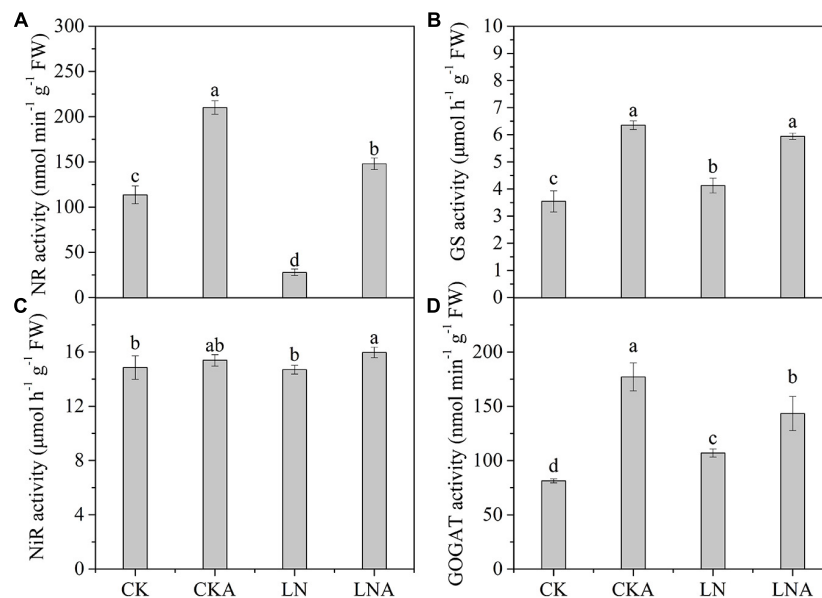 A
NR activity (nmol min⁻¹ g⁻¹ FW)
300
250
200
150
100
50
0
c
a
d
b
B
GS activity (μmol h⁻¹ g⁻¹ FW)
10
9
8
7
6
5
4
3
2
1
0
c
a
b
a
C
NiR activity (μmol h⁻¹ g⁻¹ FW)
16
12
8
4
0
b
ab
b
a
CK
CKA
LN
LNA
D
GOGAT activity (nmol min⁻¹ g⁻¹ FW)
200
150
100
50
0
d
a
c
b
CK
CKA
LN
LNA